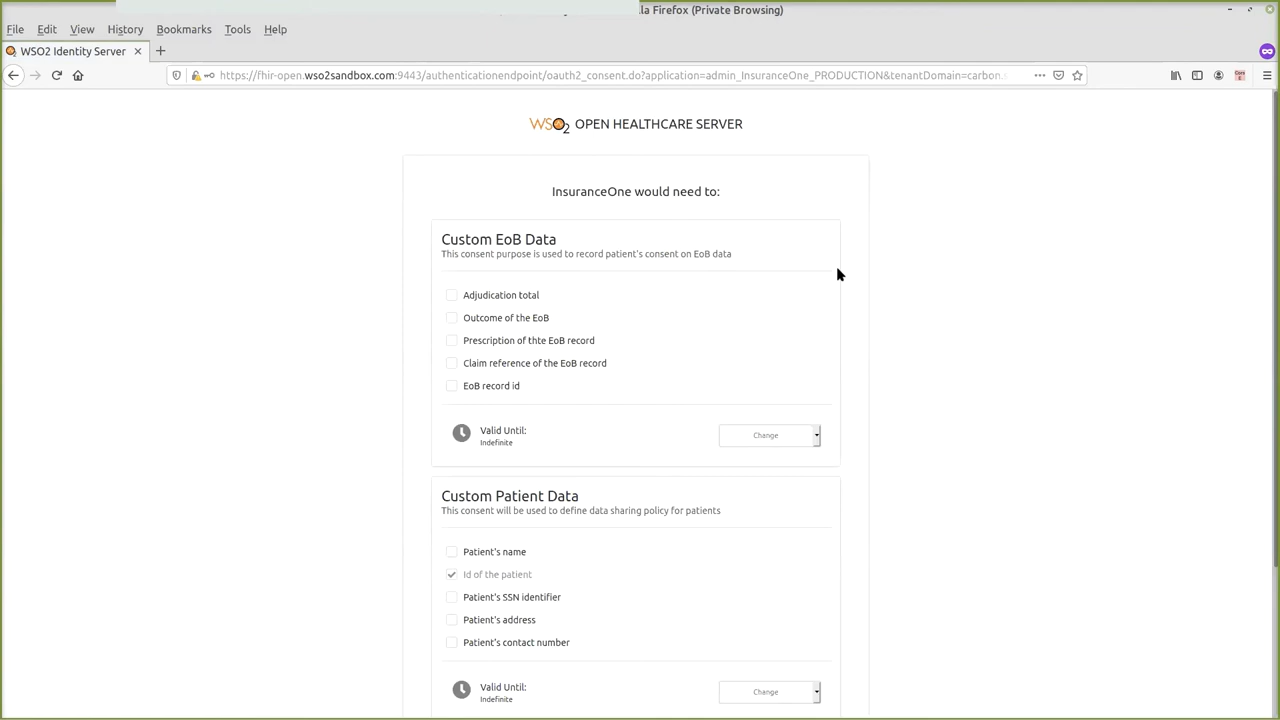 lla Firefox (Private Browsing)
File Edit View History Bookmarks Tools Help
WSO2 Identity Server
https://fhir-open.wso2sandbox.com:9443/authenticationendpoint/oauth2_consent.do?application=admin_InsuranceOne_PRODUCTION&tenantDomain=carbon.s
WSO2 OPEN HEALTHCARE SERVER
InsuranceOne would need to:
Custom EoB Data
This consent purpose is used to record patient's consent on EoB data
Adjudication total
Outcome of the EoB
Prescription of thte EoB record
Claim reference of the EoB record
EoB record id
Valid Until:
Indefinite
Change
Custom Patient Data
This consent will be used to define data sharing policy for patients
Patient's name
Id of the patient
Patient's SSN identifier
Patient's address
Patient's contact number
Valid Until:
Indefinite
Change